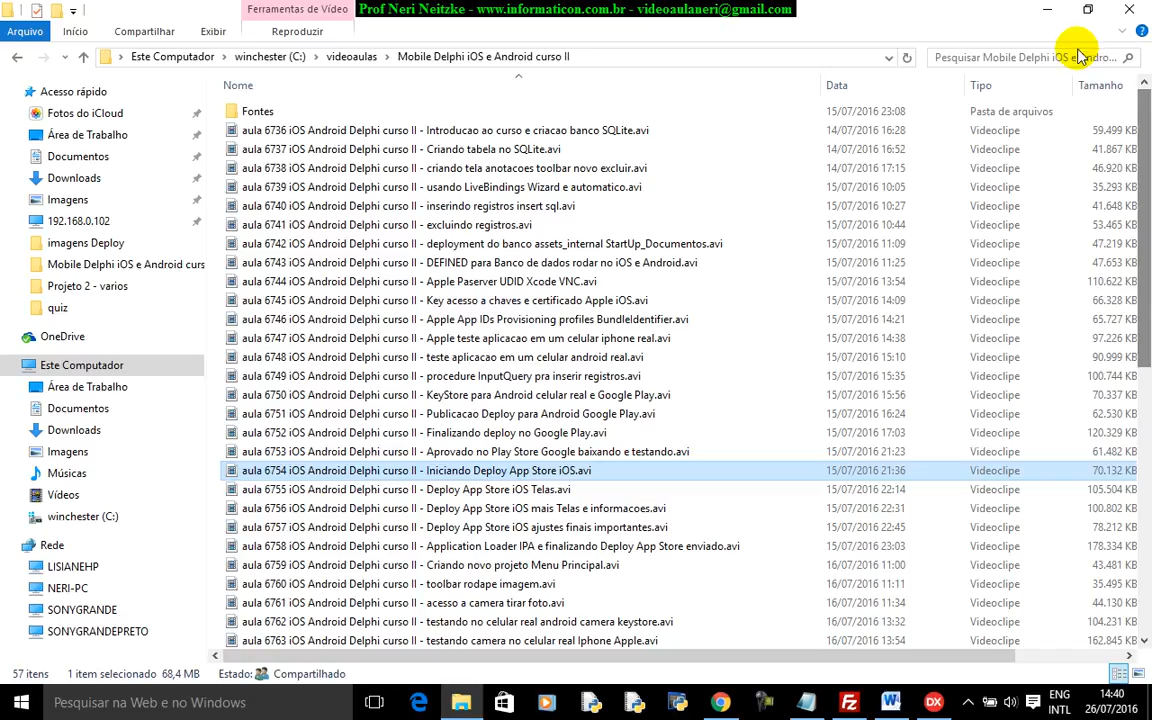 Ferramentas de Vídeo
Prof Neri Neitzke - www.informaticon.com.br - videoaulaneri@gmail.com
Arquivo Início Compartilhar Exibir Reproduzir
Este Computador winchester (C:) videoaulas Mobile Delphi iOS e Android curso II
Pesquisar Mobile Delphi iOS e Andro...
Nome Data Tipo Tamanho
Acesso rápido
Fotos do iCloud
Área de Trabalho
Documentos
Downloads
Imagens
192.168.0.102
imagens Deploy
Mobile Delphi iOS e Android curs
Projeto 2 - varios
quiz
OneDrive
Este Computador
Área de Trabalho
Documentos
Downloads
Imagens
Músicas
Vídeos
winchester (C:)
Rede
LISIANEHP
NERI-PC
SONYGRANDE
SONYGRANDEPRETO
Fontes 15/07/2016 23:08 Pasta de arquivos
aula 6736 iOS Android Delphi curso II - Introducao ao curso e criacao banco SQLite.avi 14/07/2016 16:28 Videoclipe 59.499 KB
aula 6737 iOS Android Delphi curso II - Criando tabela no SQLite.avi 14/07/2016 16:52 Videoclipe 41.867 KB
aula 6738 iOS Android Delphi curso II - criando tela anotacoes toolbar novo excluir.avi 14/07/2016 17:15 Videoclipe 46.920 KB
aula 6739 iOS Android Delphi curso II - usando LiveBindings Wizard e automatico.avi 15/07/2016 10:05 Videoclipe 35.293 KB
aula 6740 iOS Android Delphi curso II - inserindo registros insert sql.avi 15/07/2016 10:27 Videoclipe 41.648 KB
aula 6741 iOS Android Delphi curso II - excluindo registros.avi 15/07/2016 10:44 Videoclipe 53.465 KB
aula 6742 iOS Android Delphi curso II - deployment do banco assets_internal StartUp_Documentos.avi 15/07/2016 11:09 Videoclipe 47.219 KB
aula 6743 iOS Android Delphi curso II - DEFINED para Banco de dados rodar no iOS e Android.avi 15/07/2016 11:25 Videoclipe 47.653 KB
aula 6744 iOS Android Delphi curso II - Apple Paserver UDID Xcode VNC.avi 15/07/2016 13:54 Videoclipe 110.622 KB
aula 6745 iOS Android Delphi curso II - Key acesso a chaves e certificado Apple iOS.avi 15/07/2016 14:09 Videoclipe 66.328 KB
aula 6746 iOS Android Delphi curso II - Apple App IDs Provisioning profiles BundleIdentifier.avi 15/07/2016 14:21 Videoclipe 65.727 KB
aula 6747 iOS Android Delphi curso II - Apple teste aplicacao em um celular iphone real.avi 15/07/2016 14:38 Videoclipe 97.226 KB
aula 6748 iOS Android Delphi curso II - teste aplicacao em um celular android real.avi 15/07/2016 15:10 Videoclipe 90.999 KB
aula 6749 iOS Android Delphi curso II - procedure InputQuery pra inserir registros.avi 15/07/2016 15:35 Videoclipe 100.744 KB
aula 6750 iOS Android Delphi curso II - KeyStore para Android celular real e Google Play.avi 15/07/2016 15:56 Videoclipe 70.337 KB
aula 6751 iOS Android Delphi curso II - Publicacao Deploy para Android Google Play.avi 15/07/2016 16:24 Videoclipe 62.530 KB
aula 6752 iOS Android Delphi curso II - Finalizando deploy no Google Play.avi 15/07/2016 17:03 Videoclipe 120.329 KB
aula 6753 iOS Android Delphi curso II - Aprovado no Play Store Google baixando e testando.avi 15/07/2016 21:23 Videoclipe 61.482 KB
aula 6754 iOS Android Delphi curso II - Iniciando Deploy App Store iOS.avi 15/07/2016 21:36 Videoclipe 70.132 KB
aula 6755 iOS Android Delphi curso II - Deploy App Store iOS Telas.avi 15/07/2016 22:14 Videoclipe 105.504 KB
aula 6756 iOS Android Delphi curso II - Deploy App Store iOS mais Telas e informacoes.avi 15/07/2016 22:31 Videoclipe 100.802 KB
aula 6757 iOS Android Delphi curso II - Deploy App Store iOS ajustes finais importantes.avi 15/07/2016 22:45 Videoclipe 78.212 KB
aula 6758 iOS Android Delphi curso II - Application Loader IPA e finalizando Deploy App Store enviado.avi 15/07/2016 23:03 Videoclipe 178.334 KB
aula 6759 iOS Android Delphi curso II - Criando novo projeto Menu Principal.avi 16/07/2016 11:00 Videoclipe 43.481 KB
aula 6760 iOS Android Delphi curso II - toolbar rodape imagem.avi 16/07/2016 11:11 Videoclipe 35.495 KB
aula 6761 iOS Android Delphi curso II - acesso a camera tirar foto.avi 16/07/2016 11:34 Videoclipe 44.130 KB
aula 6762 iOS Android Delphi curso II - testando no celular real android camera keystore.avi 16/07/2016 13:32 Videoclipe 104.231 KB
aula 6763 iOS Android Delphi curso II - testando camera no celular real Iphone Apple.avi 16/07/2016 13:54 Videoclipe 162.845 KB
57 itens 1 item selecionado 68,4 MB Estado: Compartilhado
Pesquisar na Web e no Windows
ENG
INTL
14:40
26/07/2016